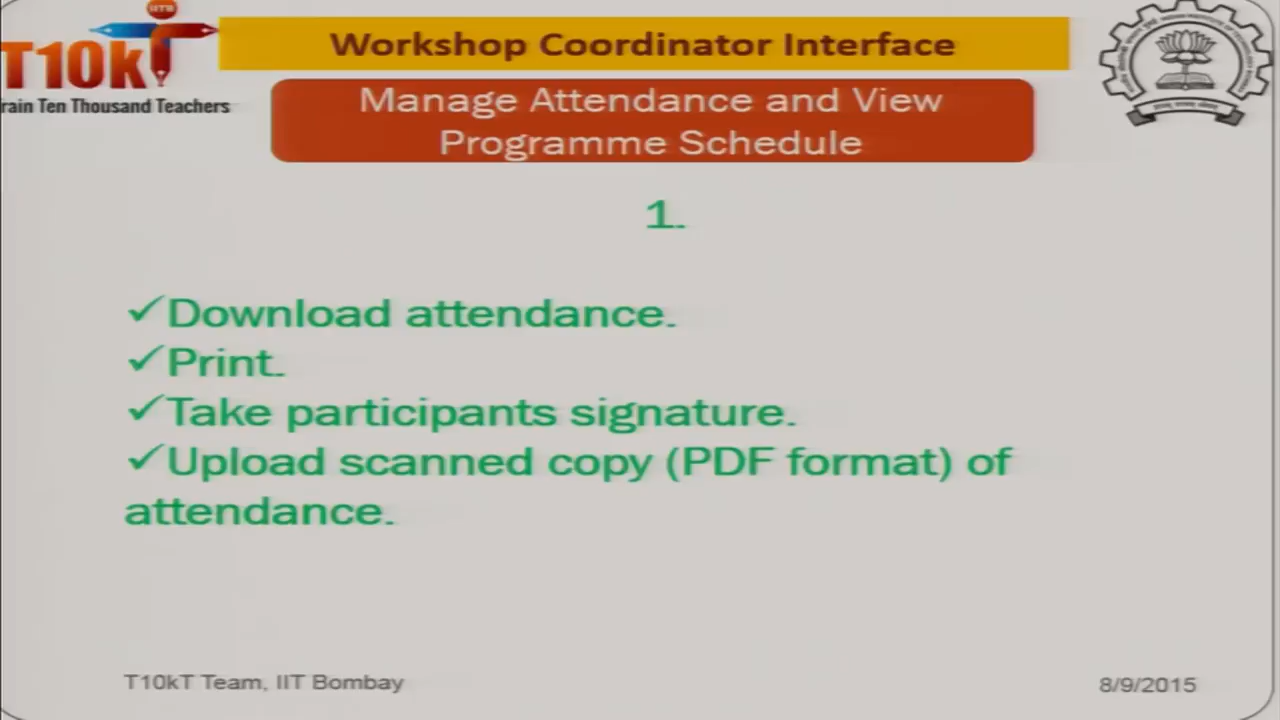 IITB
T10kT
Workshop Coordinator Interface
rain Ten Thousand Teachers
Manage Attendance and View
Programme Schedule
1.
✓Download attendance.
✓Print.
✓Take participants signature.
✓Upload scanned copy (PDF format) of
attendance.
T10kT Team, IIT Bombay
8/9/2015